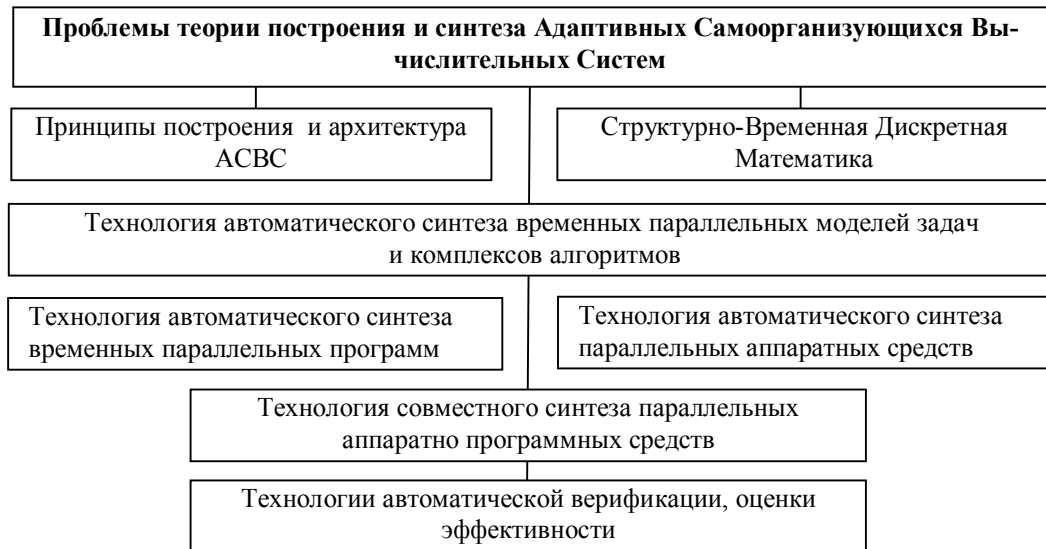 Проблемы теории построения и синтеза Адаптивных Самоорганизующихся Вы-
числительных Систем
Принципы построения и архитектура
АСВС
Структурно-Временная Дискретная
Математика
Технология автоматического синтеза временных параллельных моделей задач
и комплексов алгоритмов
Технология автоматического синтеза
временных параллельных программ
Технология автоматического синтеза
параллельных аппаратных средств
Технология совместного синтеза параллельных
аппаратно программных средств
Технологии автоматической верификации, оценки
эффективности